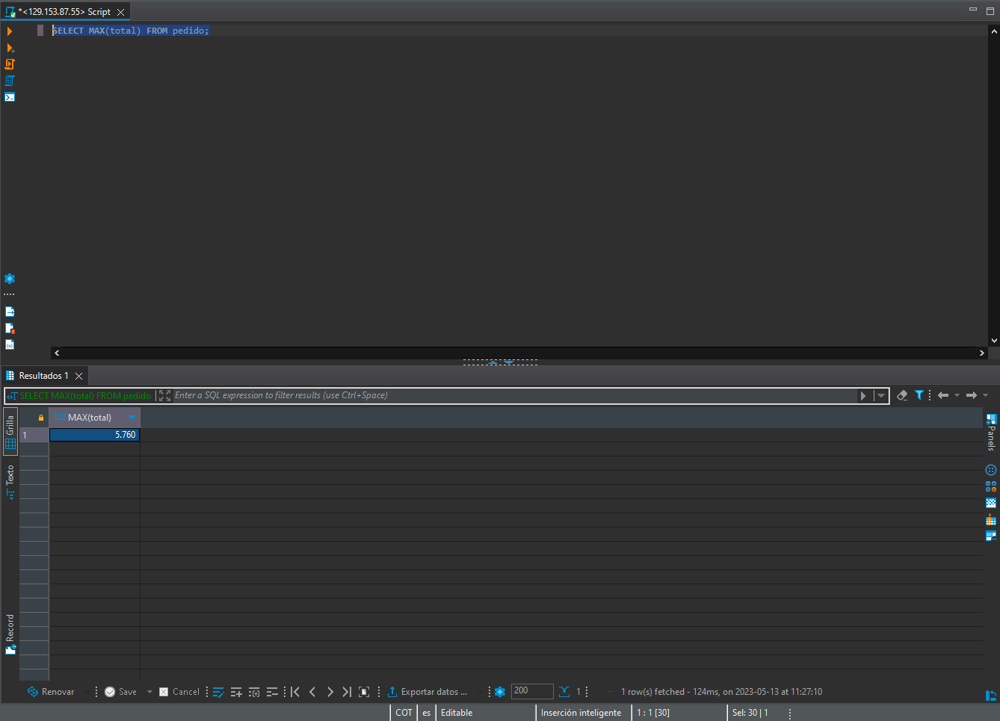 *<129.153.87.55> Script
SELECT MAX(total) FROM pedido;
Resultados 1
SELECT MAX(total) FROM pedido
Enter a SQL expression to filter results (use Ctrl+Space)
Grilla
Texto
Record
123 MAX(total)
1
5.760
Panels
Renovar
Save
Cancel
Exportar datos ...
200
1
1 row(s) fetched - 124ms, on 2023-05-13 at 11:27:10
COT
es
Editable
Inserción inteligente
1 : 1 [30]
Sel: 30 | 1